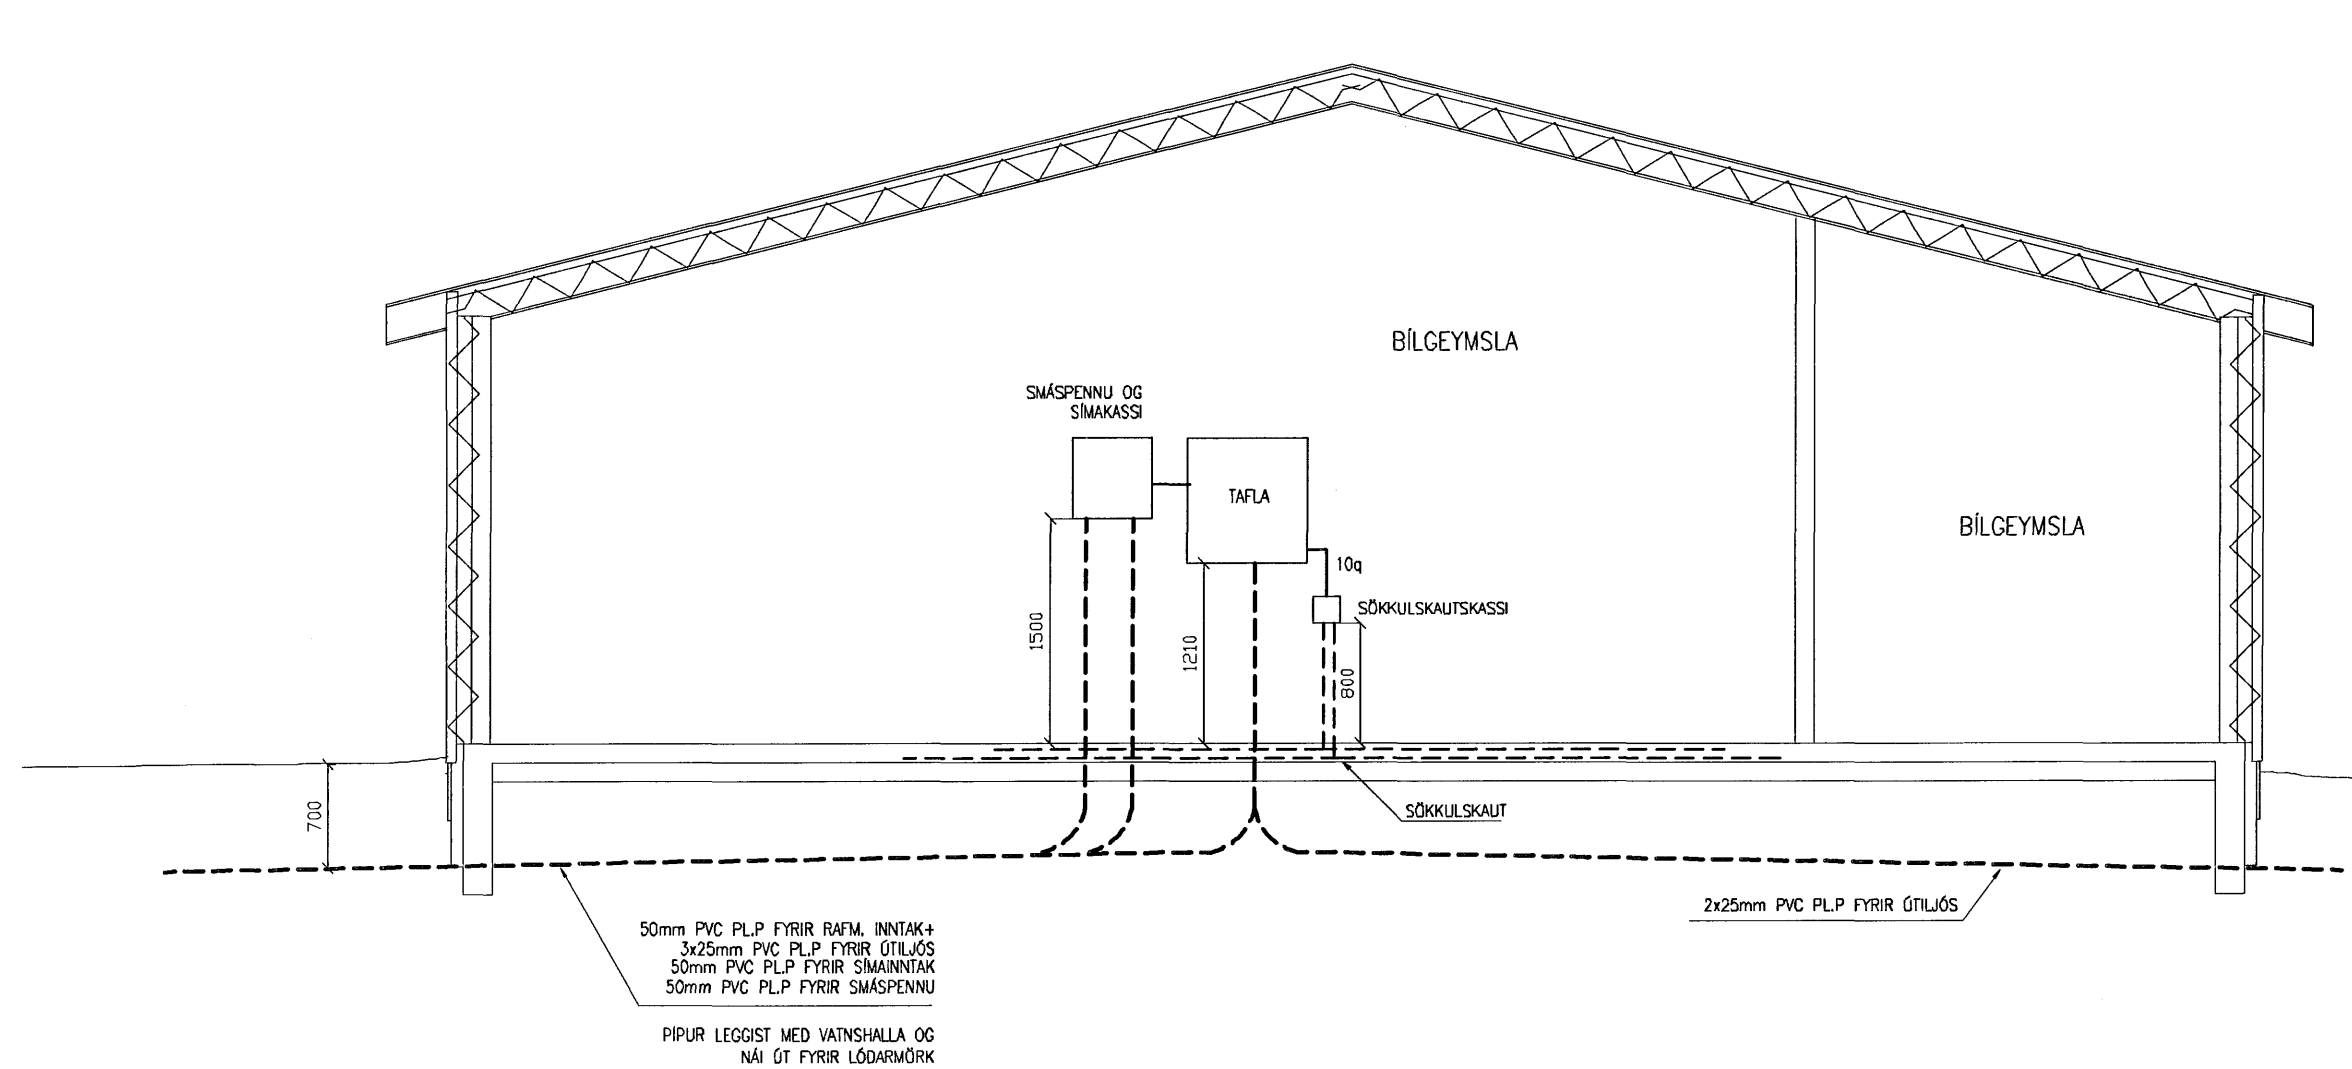 BÍLGEYMSLA
SMÁSPENNU OG
SÍMAKASSI
TAFLA
BÍLGEYMSLA
10q
SÖKKULSKAUTSKASSI
1500
1210
800
700
SÖKKULSKAUT
2x25mm PVC PL.P FYRIR ÚTILJÓS
50mm PVC PL.P FYRIR RAFM. INNTAK+
3x25mm PVC PL.P FYRIR ÚTILJÓS
50mm PVC PL.P FYRIR SÍMAINNTAK
50mm PVC PL.P FYRIR SMÁSPENNU
PÍPUR LEGGIST MED VATNSHALLA OG
NÁI ÚT FYRIR LÓDARMÖRK